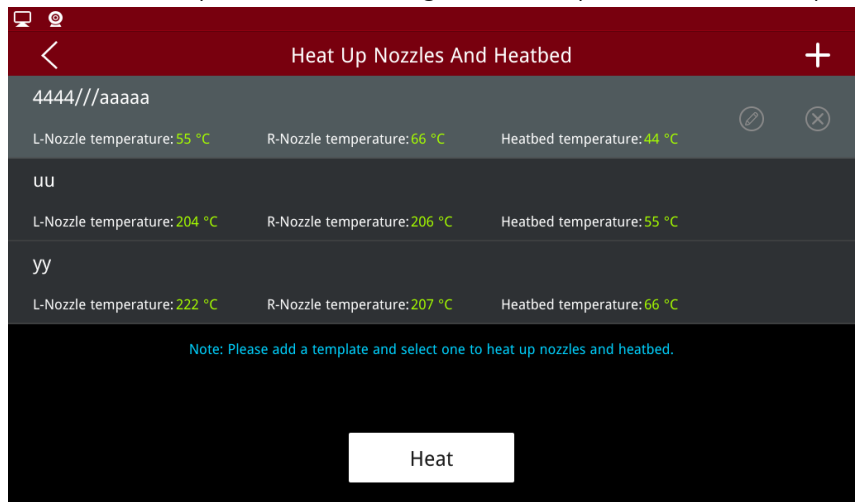 Heat Up Nozzles And Heatbed
4444///aaaaa
L-Nozzle temperature: 55 °C R-Nozzle temperature: 66 °C Heatbed temperature: 44 °C
uu
L-Nozzle temperature: 204 °C R-Nozzle temperature: 206 °C Heatbed temperature: 55 °C
yy
L-Nozzle temperature: 222 °C R-Nozzle temperature: 207 °C Heatbed temperature: 66 °C
Note: Please add a template and select one to heat up nozzles and heatbed.
Heat